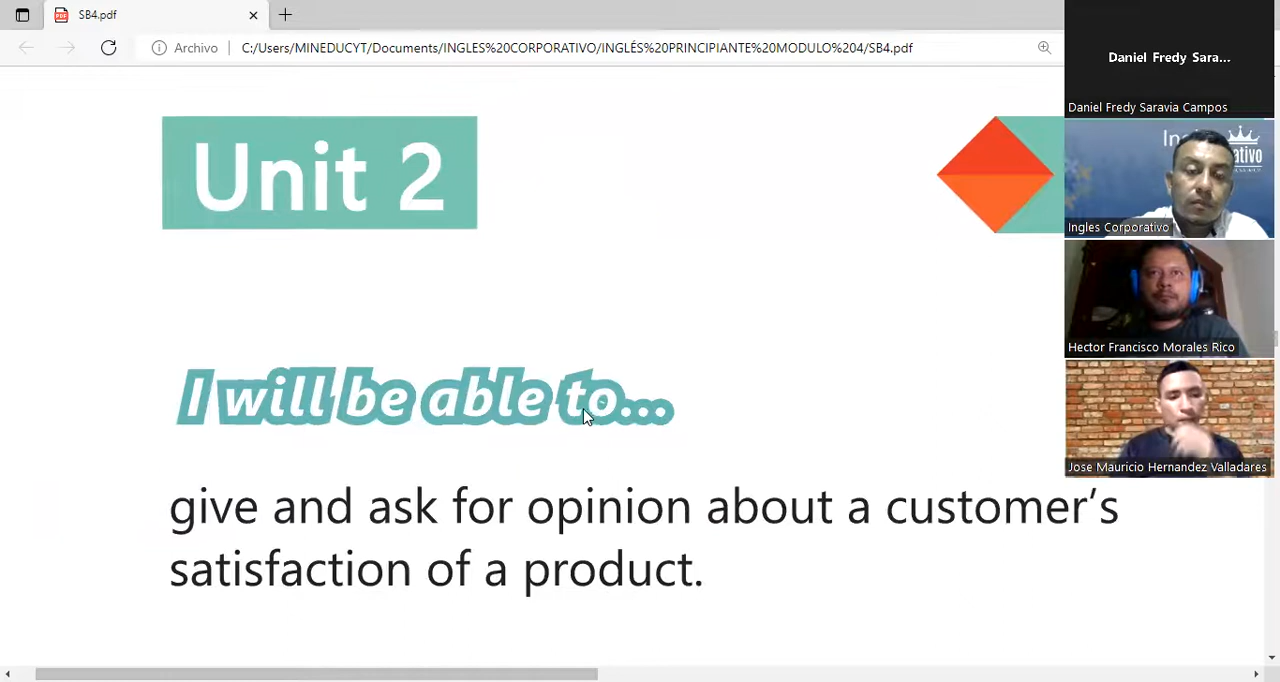 SB4.pdf
Archivo
C:/Users/MINEDUCYT/Documents/INGLES%20CORPORATIVO/INGLÉS%20PRINCIPIANTE%20MODULO%204/SB4.pdf
Daniel Fredy Sara...
Daniel Fredy Saravia Campos
Unit 2
Ingles Corporativo
Hector Francisco Morales Rico
I will be able to...
Jose Mauricio Hernandez Valladares
give and ask for opinion about a customer’s
satisfaction of a product.